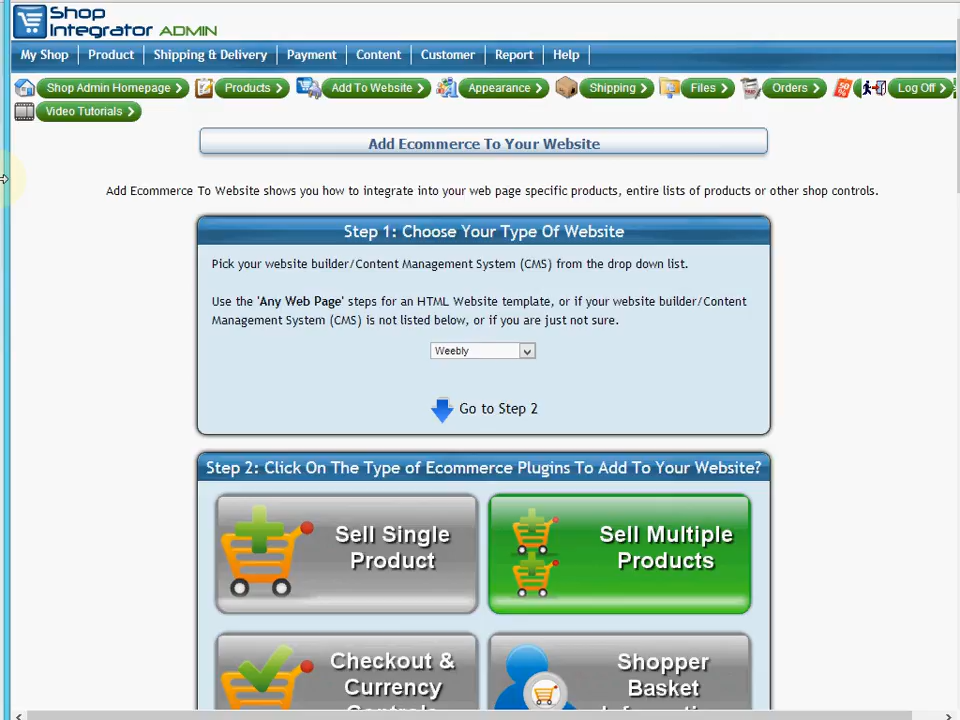 Shop
Integrator ADMIN
My Shop Product Shipping & Delivery Payment Content Customer Report Help
Shop Admin Homepage Products Add To Website Appearance Shipping Files Orders Log Off
Video Tutorials
Add Ecommerce To Your Website
Add Ecommerce To Website shows you how to integrate into your web page specific products, entire lists of products or other shop controls.
Step 1: Choose Your Type Of Website
Pick your website builder/Content Management System (CMS) from the drop down list.
Use the 'Any Web Page' steps for an HTML Website template, or if your website builder/Content
Management System (CMS) is not listed below, or if you are just not sure.
Weebly
Go to Step 2
Step 2: Click On The Type of Ecommerce Plugins To Add To Your Website?
Sell Single
Product
Sell Multiple
Products
Checkout &
Currency
Shopper
Basket